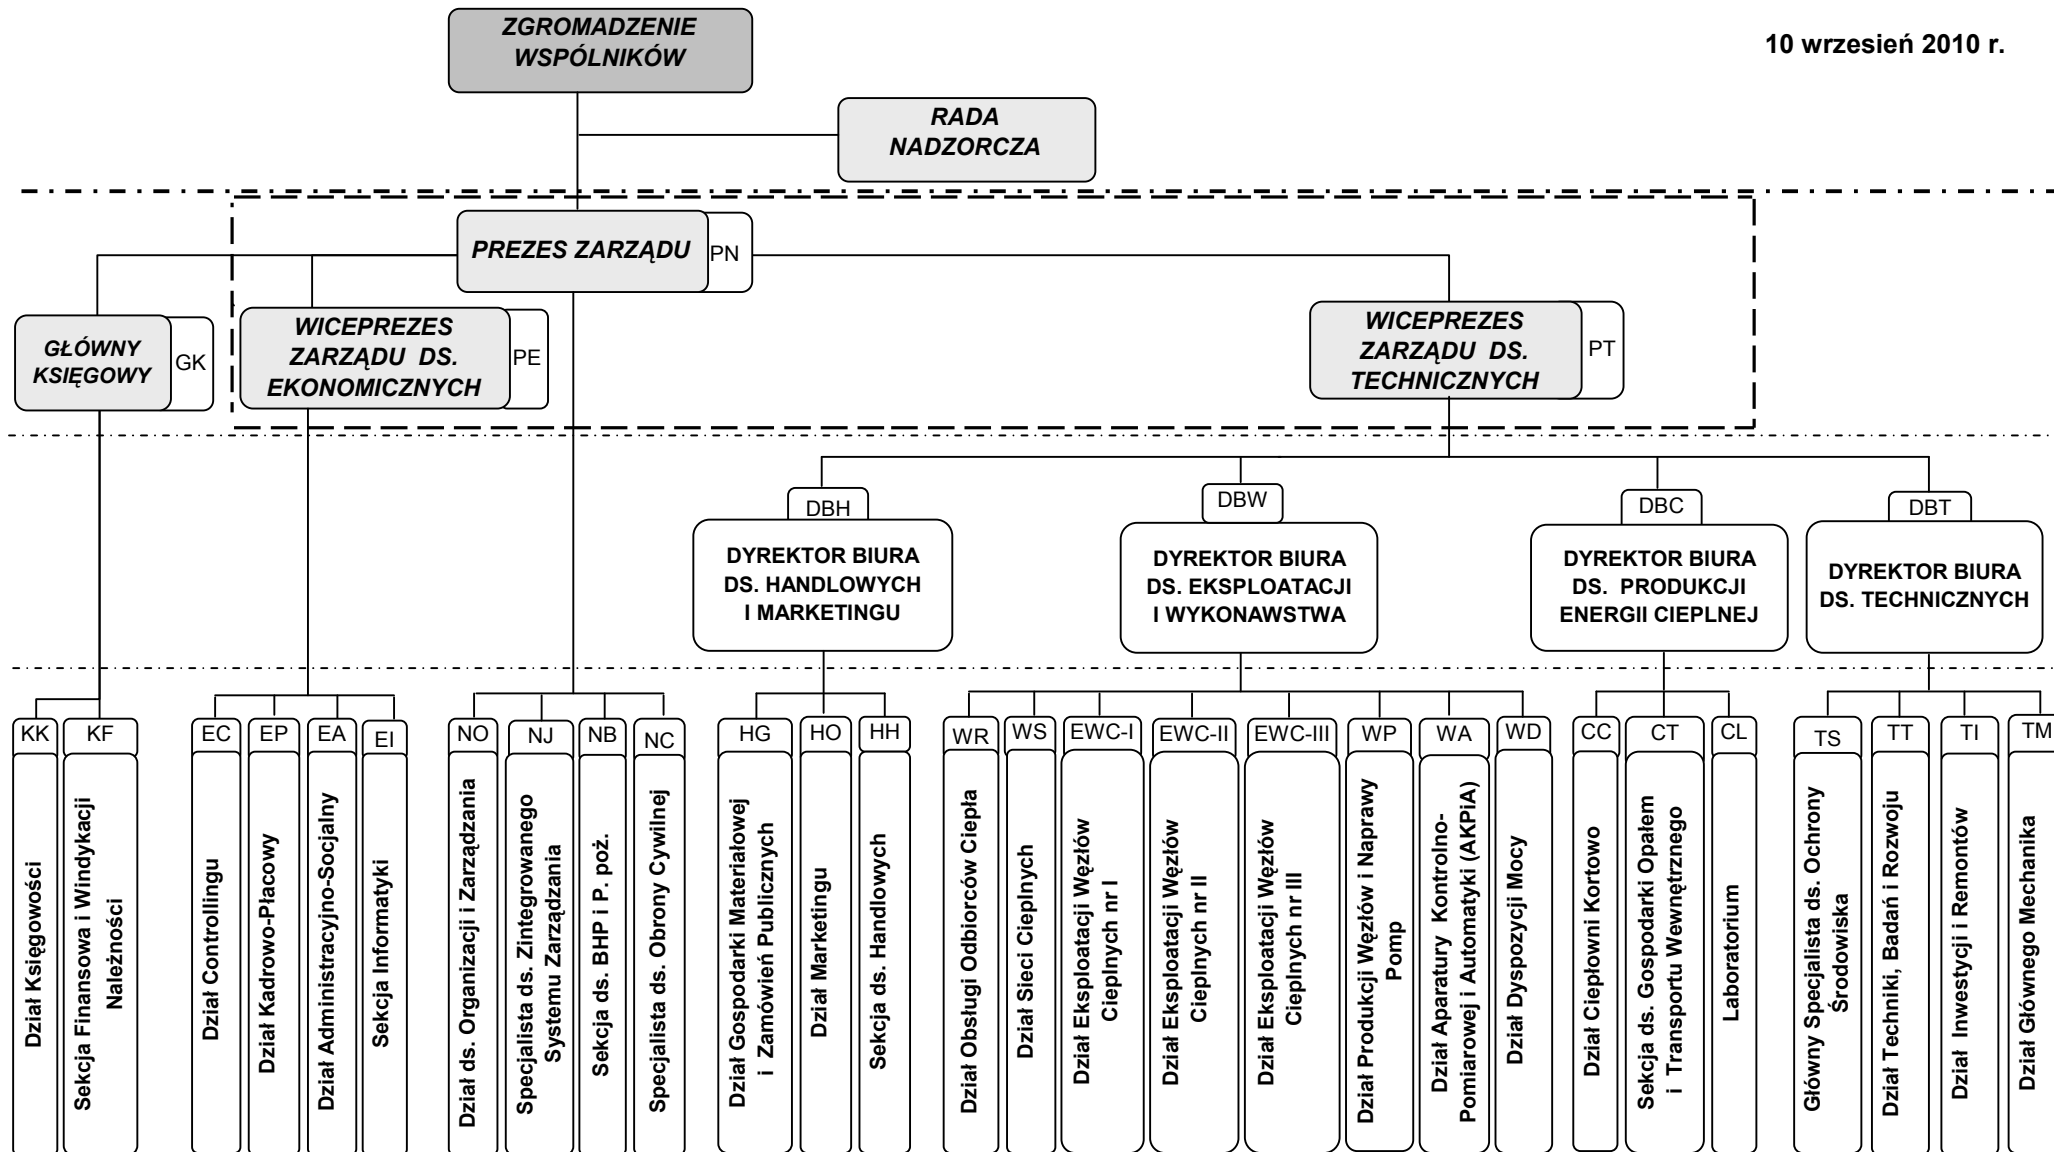 ZGROMADZENIE
WSPÓLNIKÓW
10 wrzesień 2010 r.
RADA
NADZORCZA
PREZES ZARZĄDU
PN
GŁÓWNY
KSIĘGOWY
GK
WICEPREZES
ZARZĄDU DS.
EKONOMICZNYCH
PE
WICEPREZES
ZARZĄDU DS.
TECHNICZNYCH
PT
DBH
DYREKTOR BIURA
DS. HANDLOWYCH
I MARKETINGU
DBW
DYREKTOR BIURA
DS. EKSPLOATACJI
I WYKONAWSTWA
DBC
DYREKTOR BIURA
DS. PRODUKCJI
ENERGII CIEPLNEJ
DBT
DYREKTOR BIURA
DS. TECHNICZNYCH
KK
Dział Księgowości
KF
Sekcja Finansowa i Windykacji
Należności
EC
Dział Controllingu
EP
Dział Kadrowo-Płacowy
EA
Dział Administracyjno-Socjalny
EI
Sekcja Informatyki
NO
Dział ds. Organizacji i Zarządzania
NJ
Specjalista ds. Zintegrowanego
Systemu Zarządzania
NB
Sekcja ds. BHP i P. poż.
NC
Specjalista ds. Obrony Cywilnej
HG
Dział Gospodarki Materiałowej
i Zamówień Publicznych
HO
Dział Marketingu
HH
Sekcja ds. Handlowych
WR
Dział Obsługi Odbiorców Ciepła
WS
Dział Sieci Cieplnych
EWC-I
Dział Eksploatacji Węzłów
Cieplnych nr I
EWC-II
Dział Eksploatacji Węzłów
Cieplnych nr II
EWC-III
Dział Eksploatacji Węzłów
Cieplnych nr III
WP
Dział Produkcji Węzłów i Naprawy
Pomp
WA
Dział Aparatury Kontrolno-
Pomiarowej i Automatyki (AKPiA)
WD
Dział Dyspozycji Mocy
CC
Dział Ciepłowni Kortowo
CT
Sekcja ds. Gospodarki Opałem
i Transportu Wewnętrznego
CL
Laboratorium
TS
Główny Specjalista ds. Ochrony
Środowiska
TT
Dział Techniki, Badań i Rozwoju
TI
Dział Inwestycji i Remontów
TM
Dział Głównego Mechanika